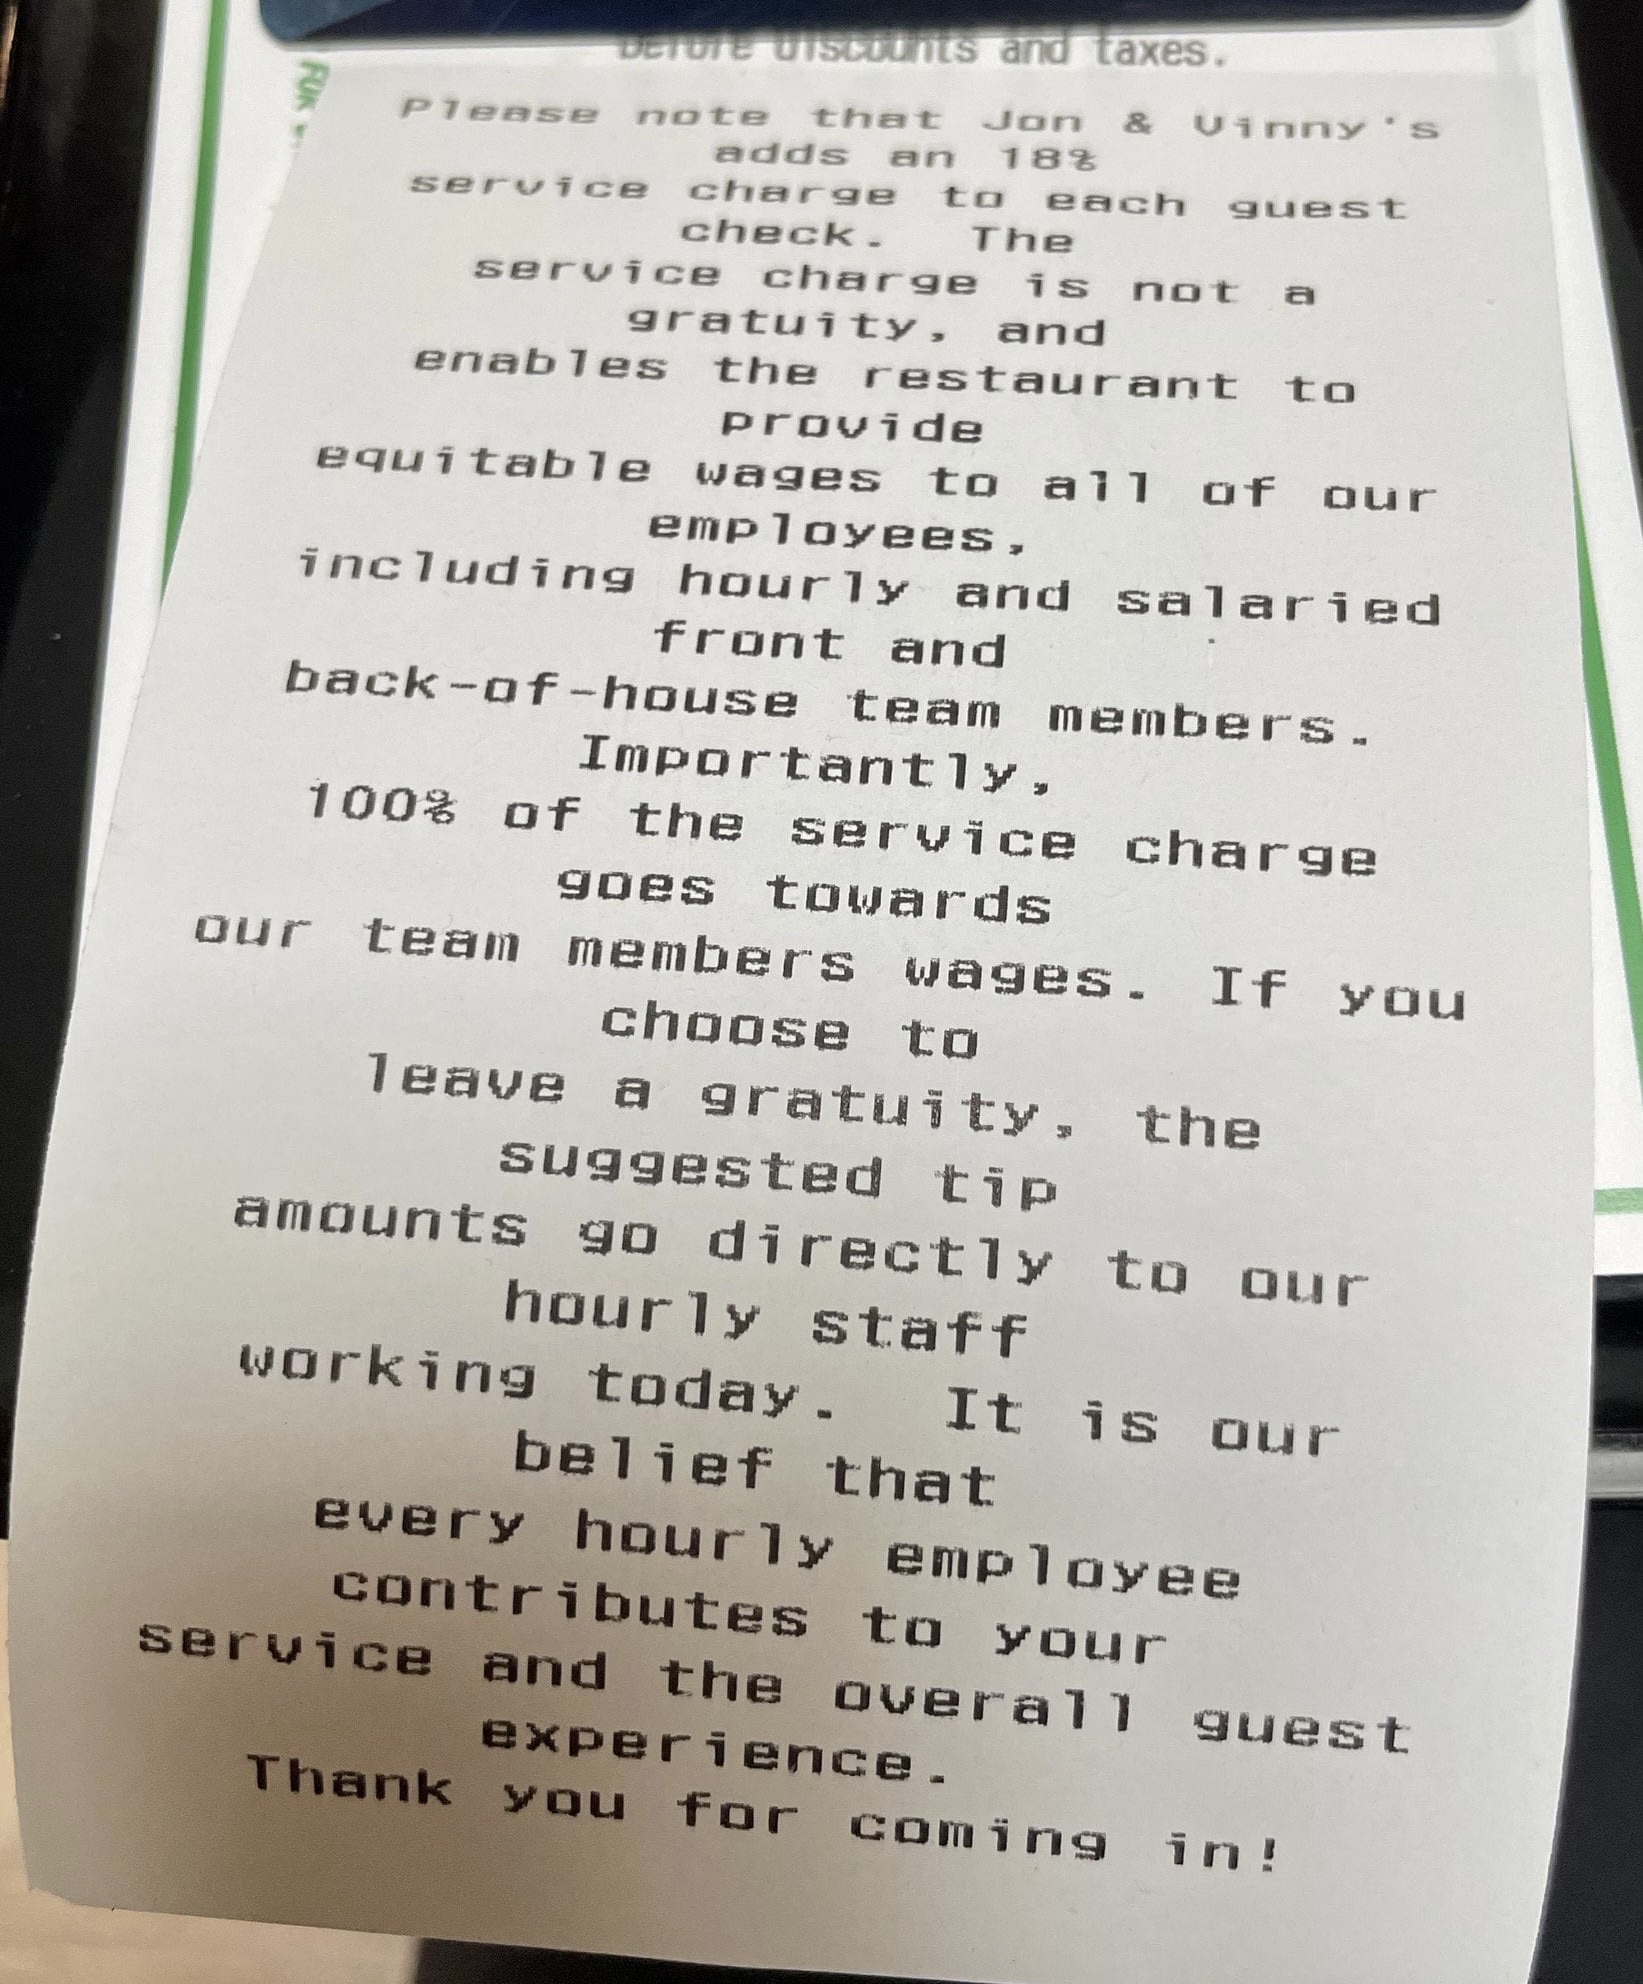 before discounts and taxes.
Please note that Jon & Vinny's
adds an 18%
service charge to each guest
check.  The
service charge is not a
gratuity, and
enables the restaurant to
provide
equitable wages to all of our
employees,
including hourly and salaried
front and
back-of-house team members.
Importantly,
100% of the service charge
goes towards
our team members wages. If you
choose to
leave a gratuity, the
suggested tip
amounts go directly to our
hourly staff
working today.  It is our
belief that
every hourly employee
contributes to your
service and the overall guest
experience.
Thank you for coming in!